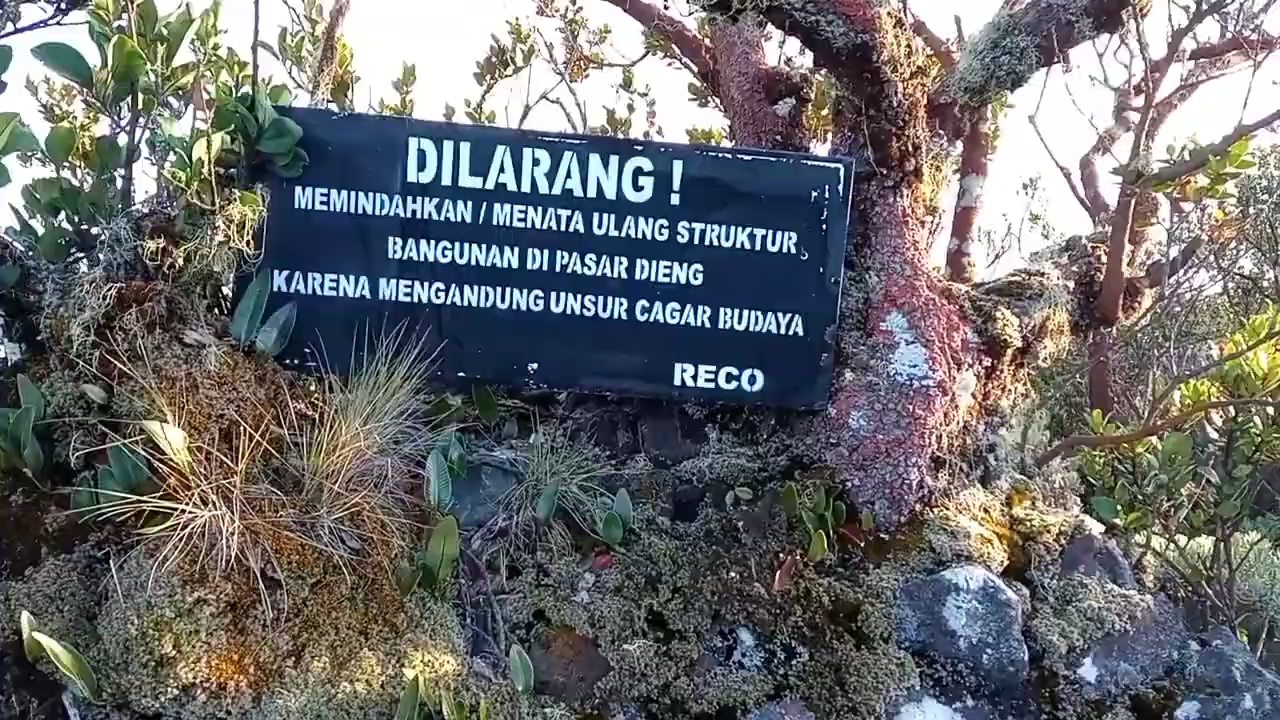 DILARANG !
MEMINDAHKAN / MENATA ULANG STRUKTUR
BANGUNAN DI PASAR DIENG
KARENA MENGANDUNG UNSUR CAGAR BUDAYA
RECO